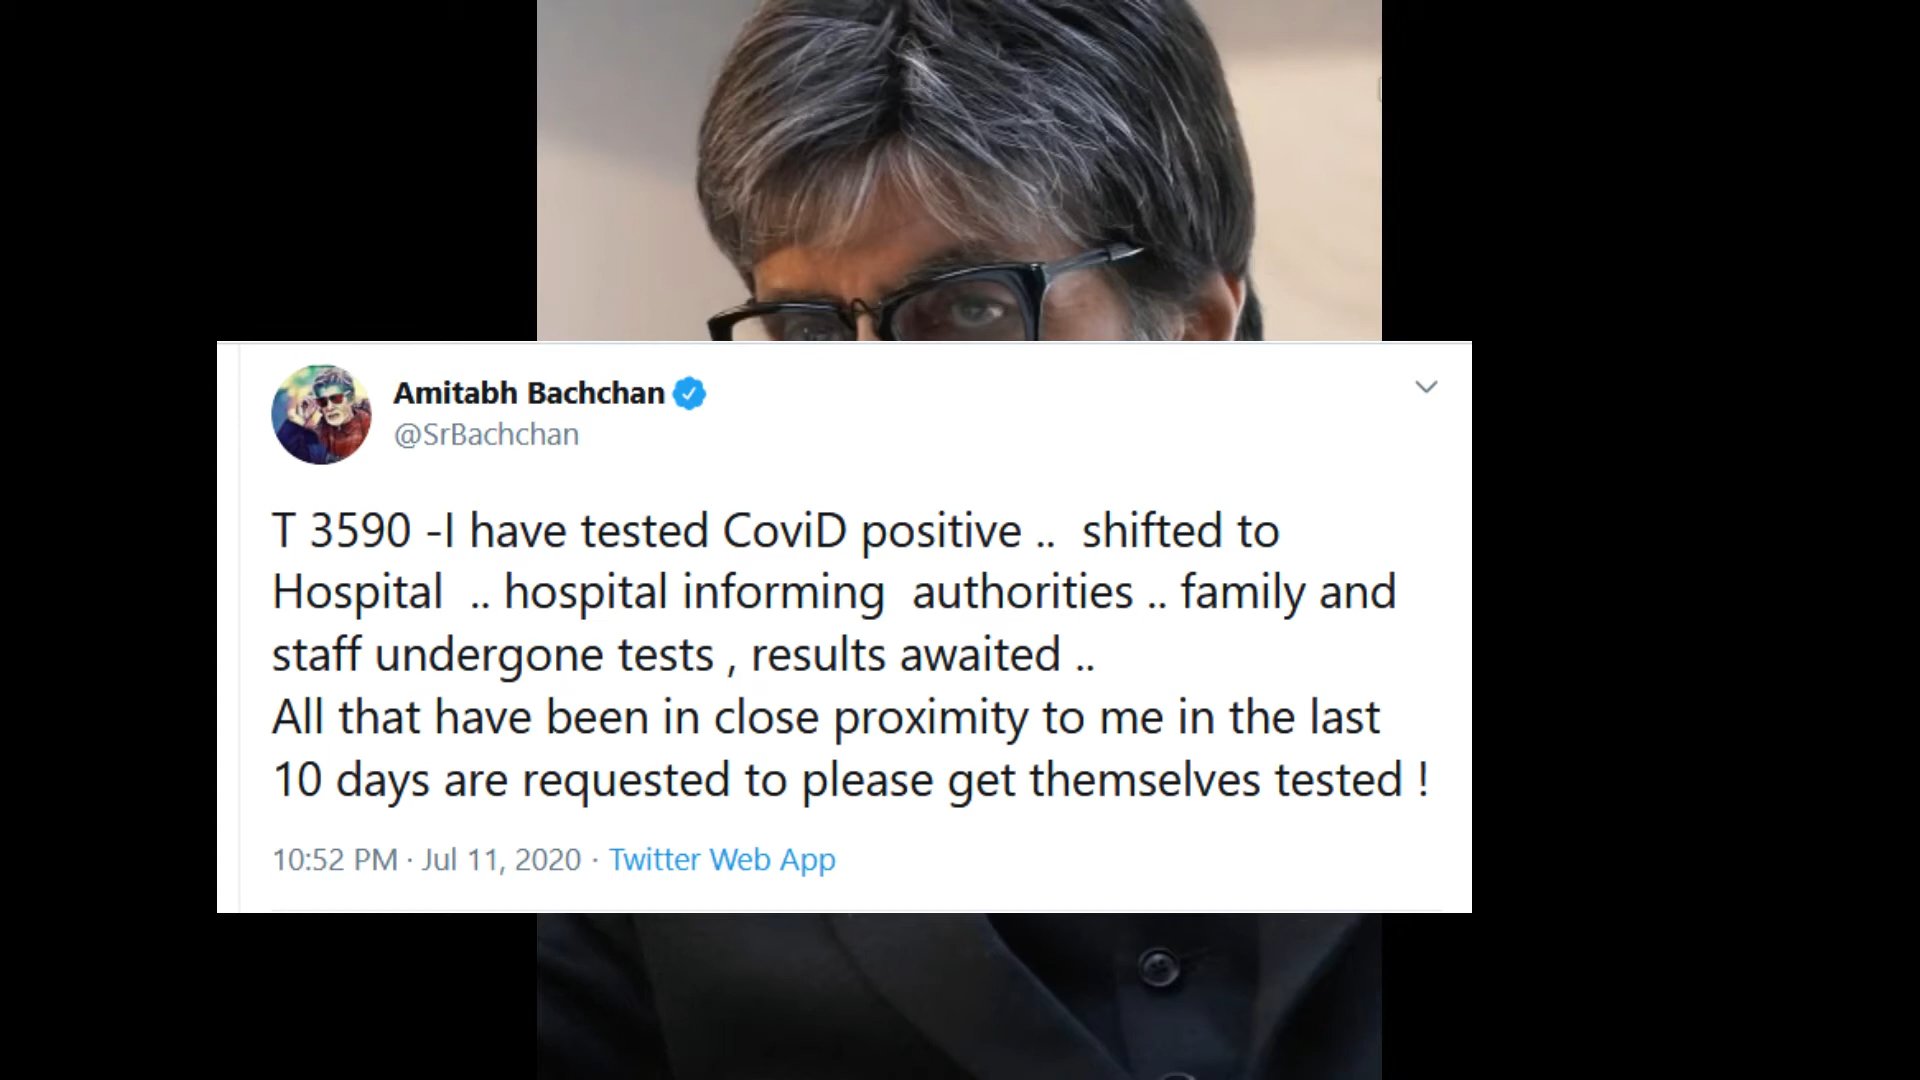 Amitabh Bachchan
@SrBachchan
T 3590 -I have tested CoviD positive ..  shifted to
Hospital  .. hospital informing  authorities .. family and
staff undergone tests , results awaited ..
All that have been in close proximity to me in the last
10 days are requested to please get themselves tested !
10:52 PM · Jul 11, 2020 · Twitter Web App